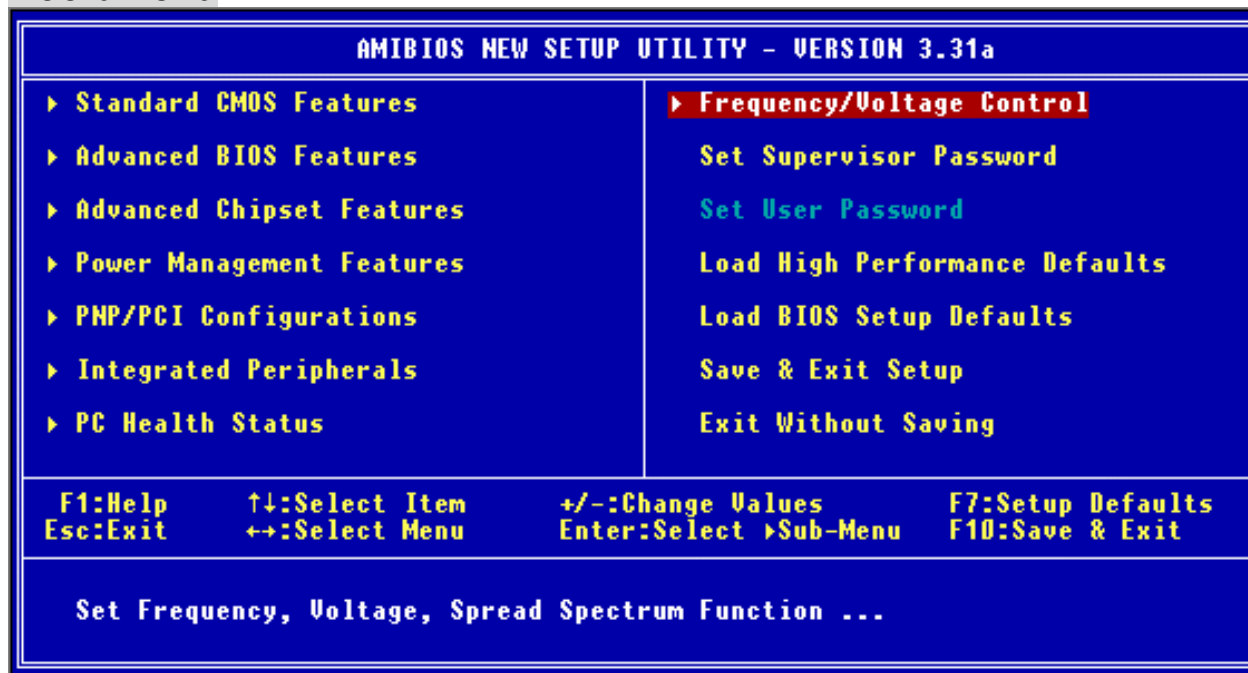 AMIBIOS NEW SETUP UTILITY – VERSION 3.31a
▸ Standard CMOS Features
▸ Advanced BIOS Features
▸ Advanced Chipset Features
▸ Power Management Features
▸ PNP/PCI Configurations
▸ Integrated Peripherals
▸ PC Health Status
▸ Frequency/Voltage Control
Set Supervisor Password
Set User Password
Load High Performance Defaults
Load BIOS Setup Defaults
Save & Exit Setup
Exit Without Saving
F1:Help ↑↓:Select Item +/-:Change Values F7:Setup Defaults
Esc:Exit ←→:Select Menu Enter:Select ▸Sub-Menu F10:Save & Exit
Set Frequency, Voltage, Spread Spectrum Function ...